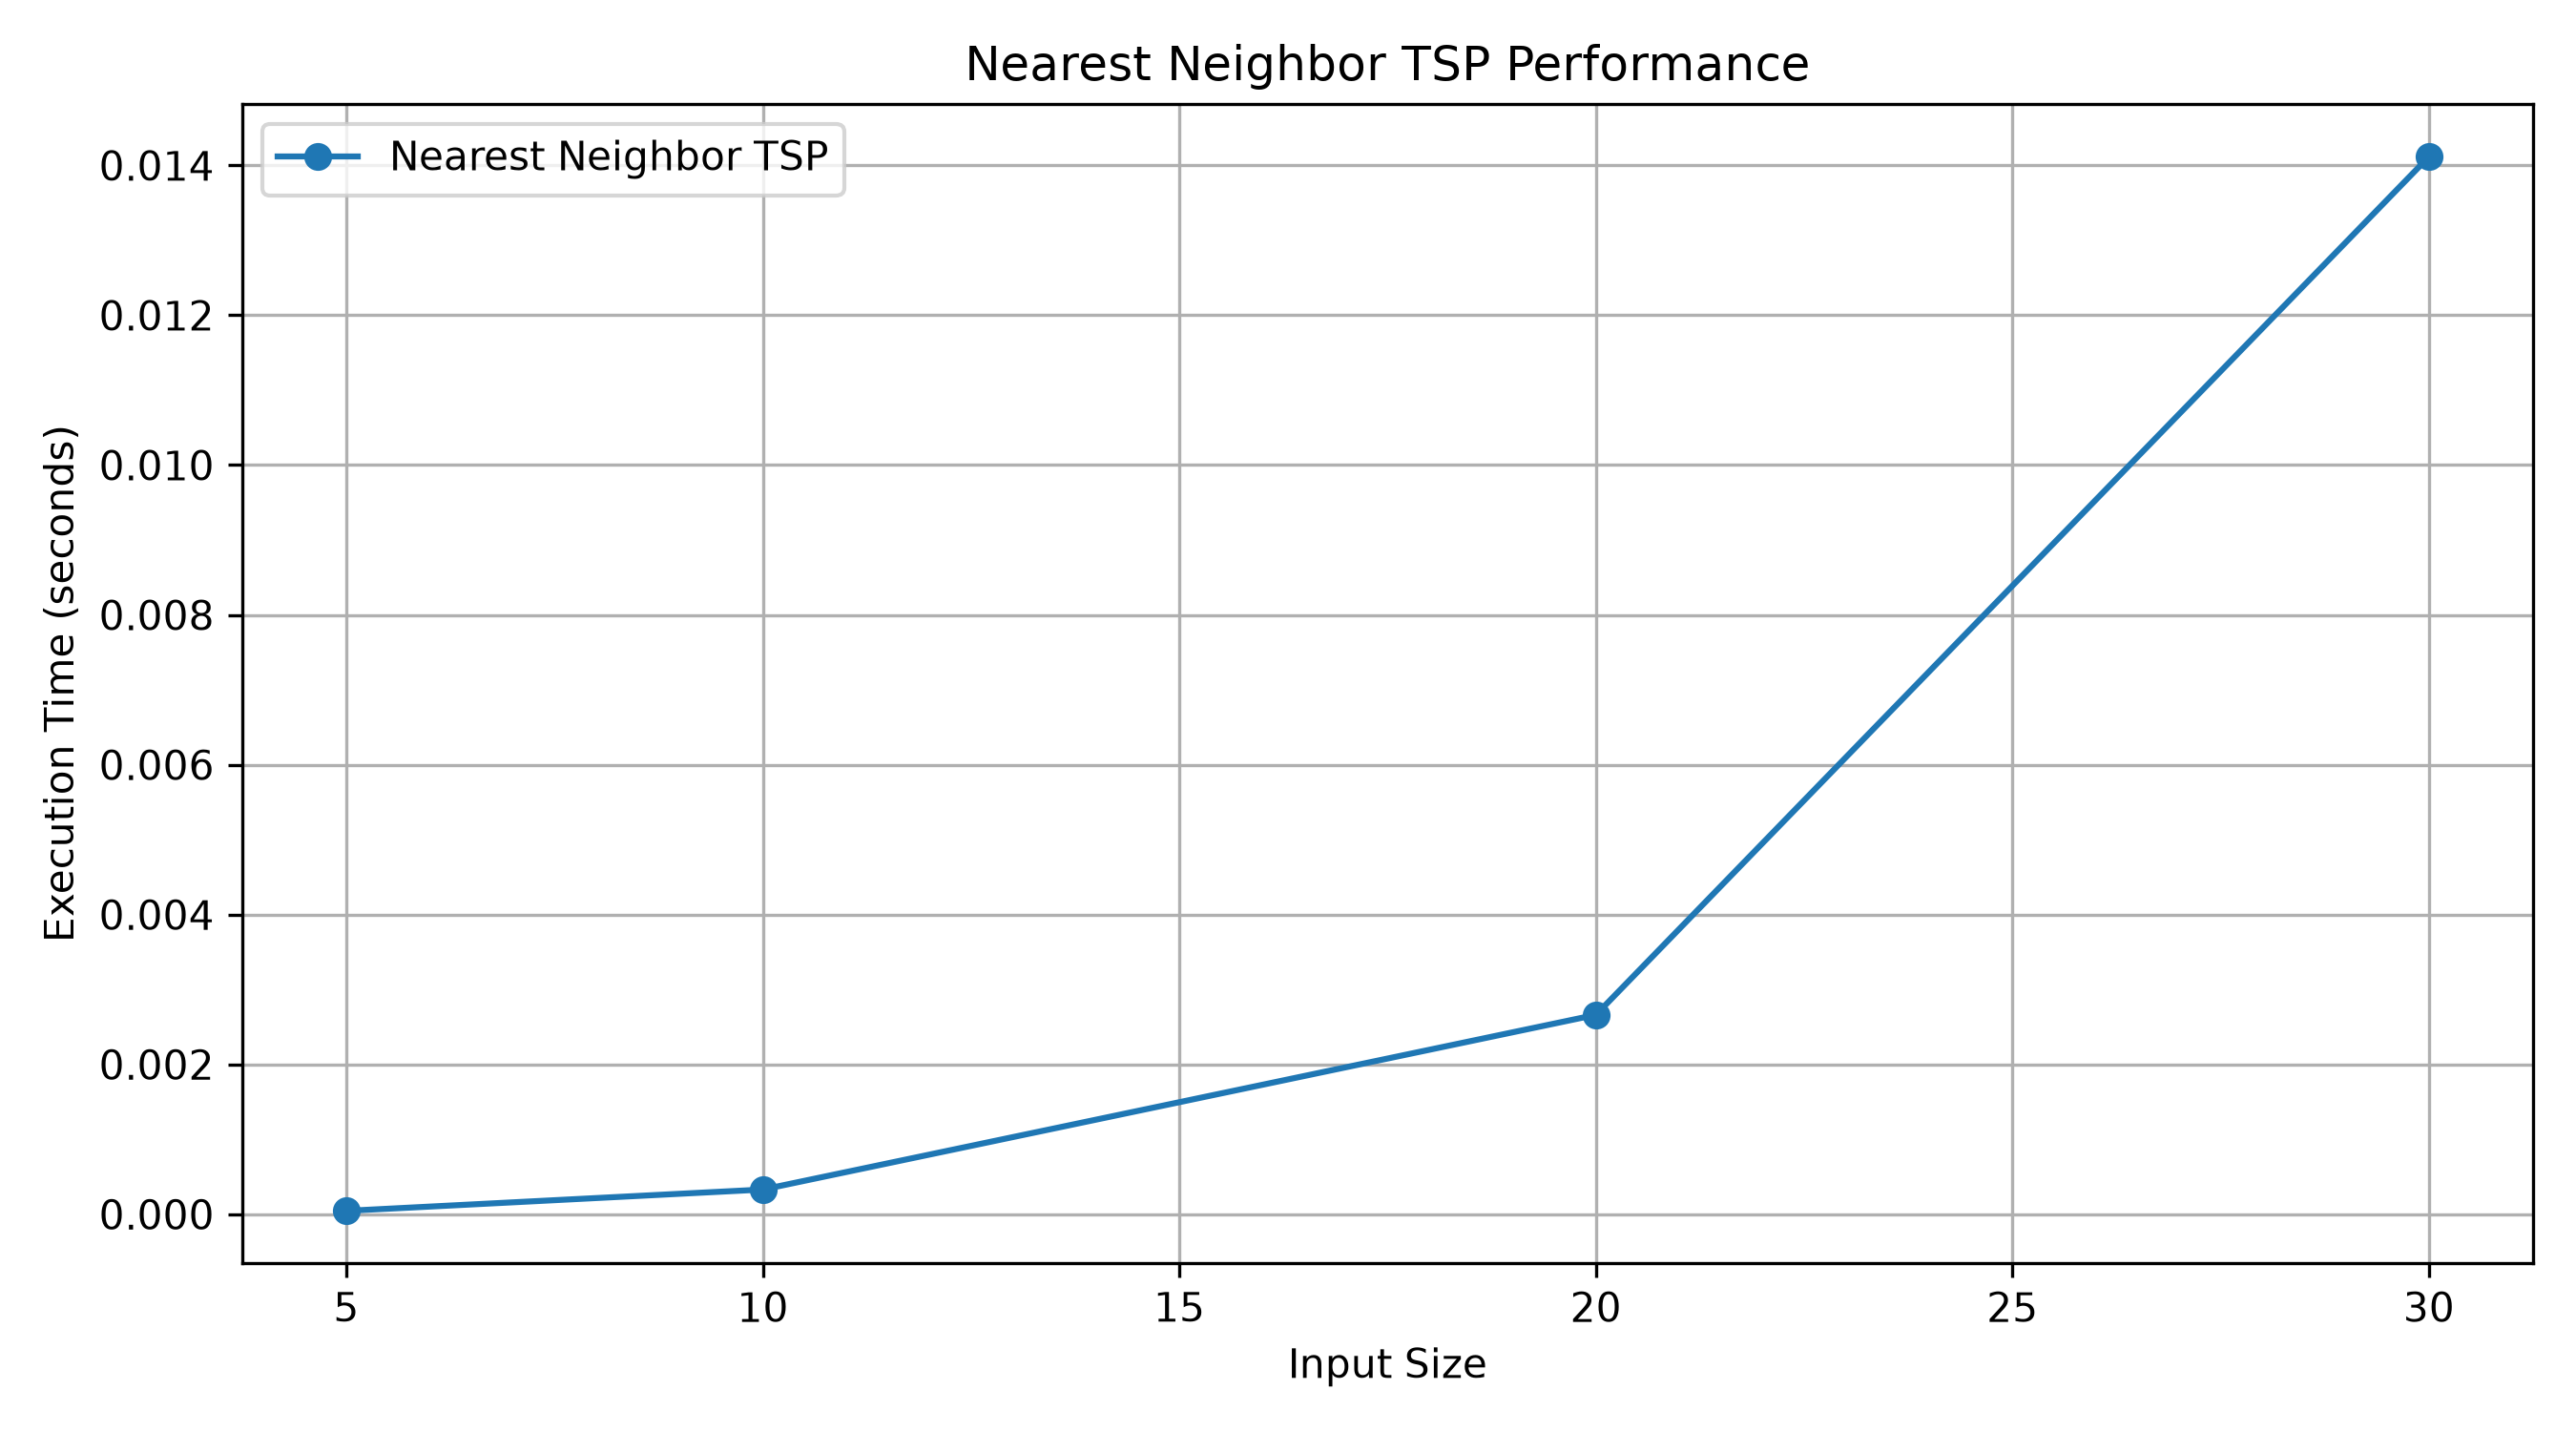 Nearest Neighbor TSP Performance
Nearest Neighbor TSP
0.014
0.012
0.010
0.008
0.006
0.004
0.002
0.000
Execution Time (seconds)
5 10 15 20 25 30
Input Size